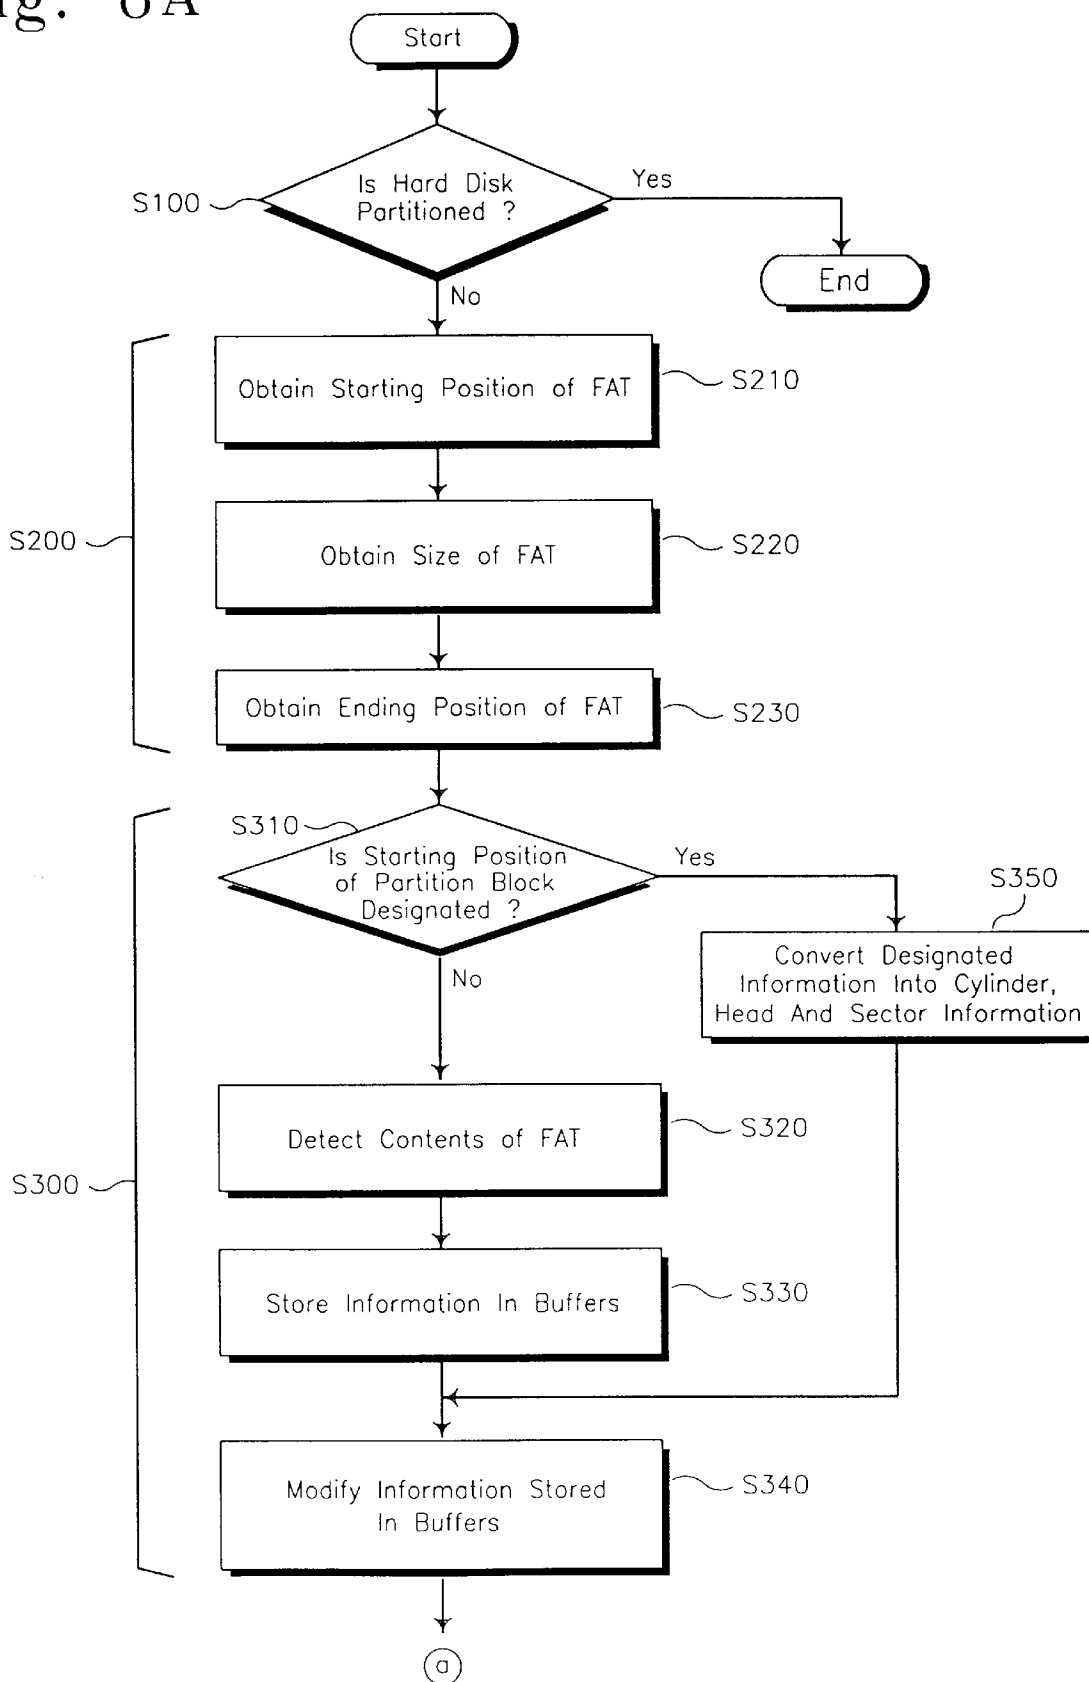 ig. 8A
Start
S100
Is Hard Disk
Partitioned ?
Yes
End
No
Obtain Starting Position of FAT
S210
S200
Obtain Size of FAT
S220
Obtain Ending Position of FAT
S230
S310
Is Starting Position
of Partition Block
Designated ?
Yes
S350
Convert Designated
Information Into Cylinder,
Head And Sector Information
No
Detect Contents of FAT
S320
S300
Store Information In Buffers
S330
Modify Information Stored
In Buffers
S340
a